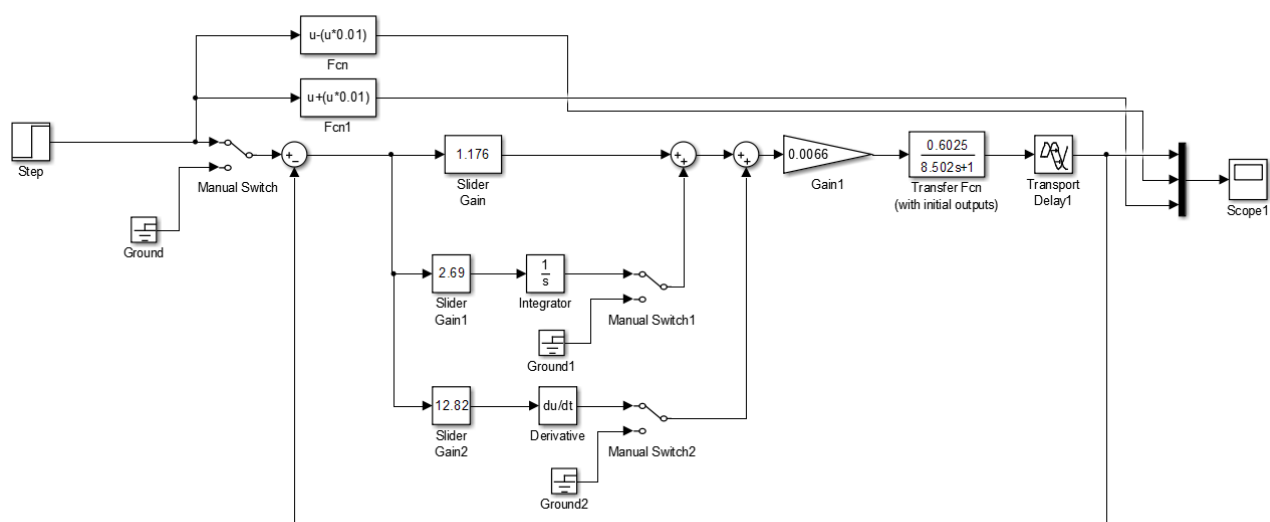 u-(u*0.01)
Fcn
u+(u*0.01)
Fcn1
Step
Manual Switch
Ground
+
−
1.176
Slider
Gain
+
+
+
+
0.0066
Gain1
0.6025
8.502s+1
Transfer Fcn
(with initial outputs)
Transport
Delay1
Scope1
2.69
Slider
Gain1
1
s
Integrator
Manual Switch1
Ground1
12.82
Slider
Gain2
du/dt
Derivative
Manual Switch2
Ground2